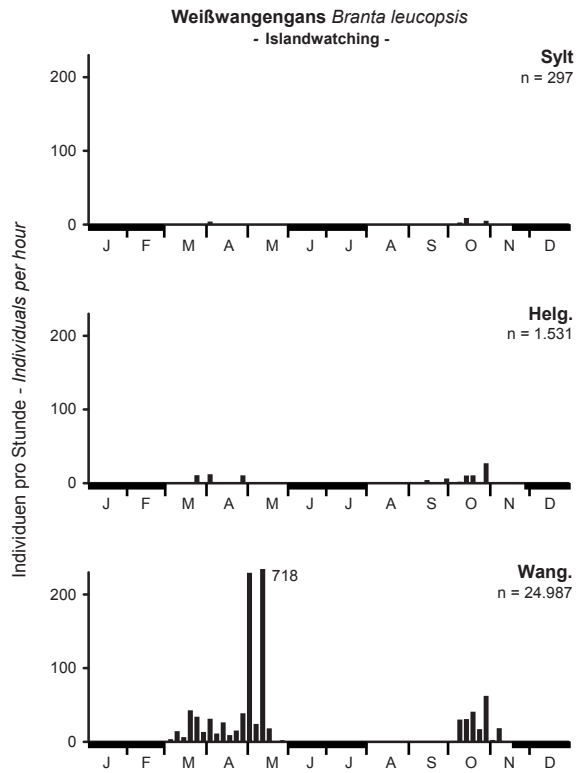 Weißwangengans Branta leucopsis
- Islandwatching -
Individuen pro Stunde - Individuals per hour
Sylt
n = 297
200
100
0
J F M A M J J A S O N D
Helg.
n = 1.531
200
100
0
J F M A M J J A S O N D
Wang.
n = 24.987
718
200
100
0
J F M A M J J A S O N D